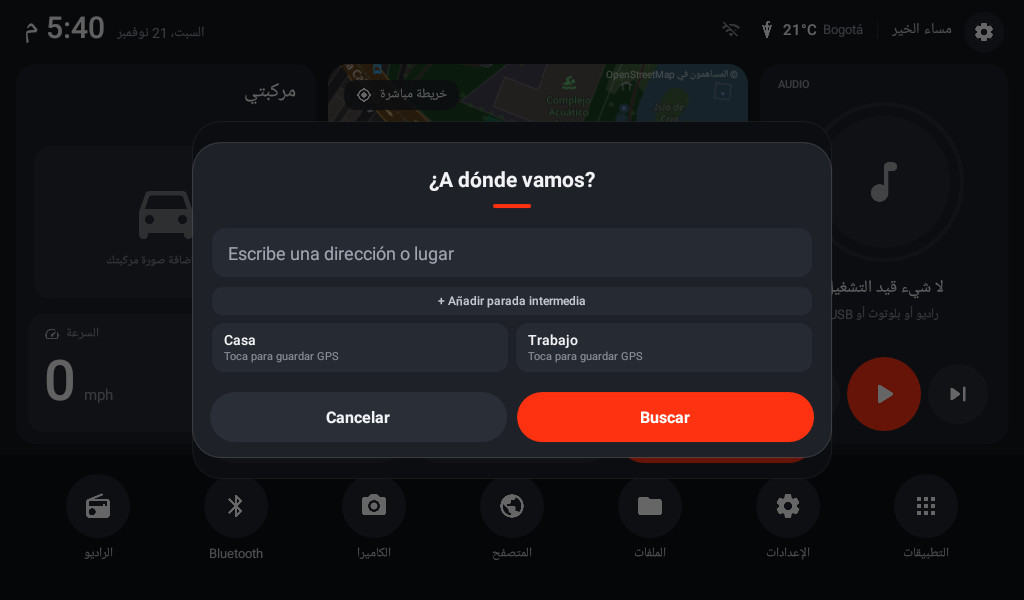 5:40 م
السبت، 21 نوفمبر
21°C Bogotá
مساء الخير
مركبتي
خريطة مباشرة
© المساهمون في OpenStreetMap
Complejo
Acuático
Isla de
AUDIO
¿A dónde vamos?
Escribe una dirección o lugar
+ Añadir parada intermedia
Casa
Toca para guardar GPS
Trabajo
Toca para guardar GPS
Cancelar
Buscar
إضافة صورة مركبتك
السرعة
0 mph
لا شيء قيد التشغيل
راديو أو بلوتوث أو USB
الراديو
Bluetooth
الكاميرا
المتصفح
الملفات
الإعدادات
التطبيقات